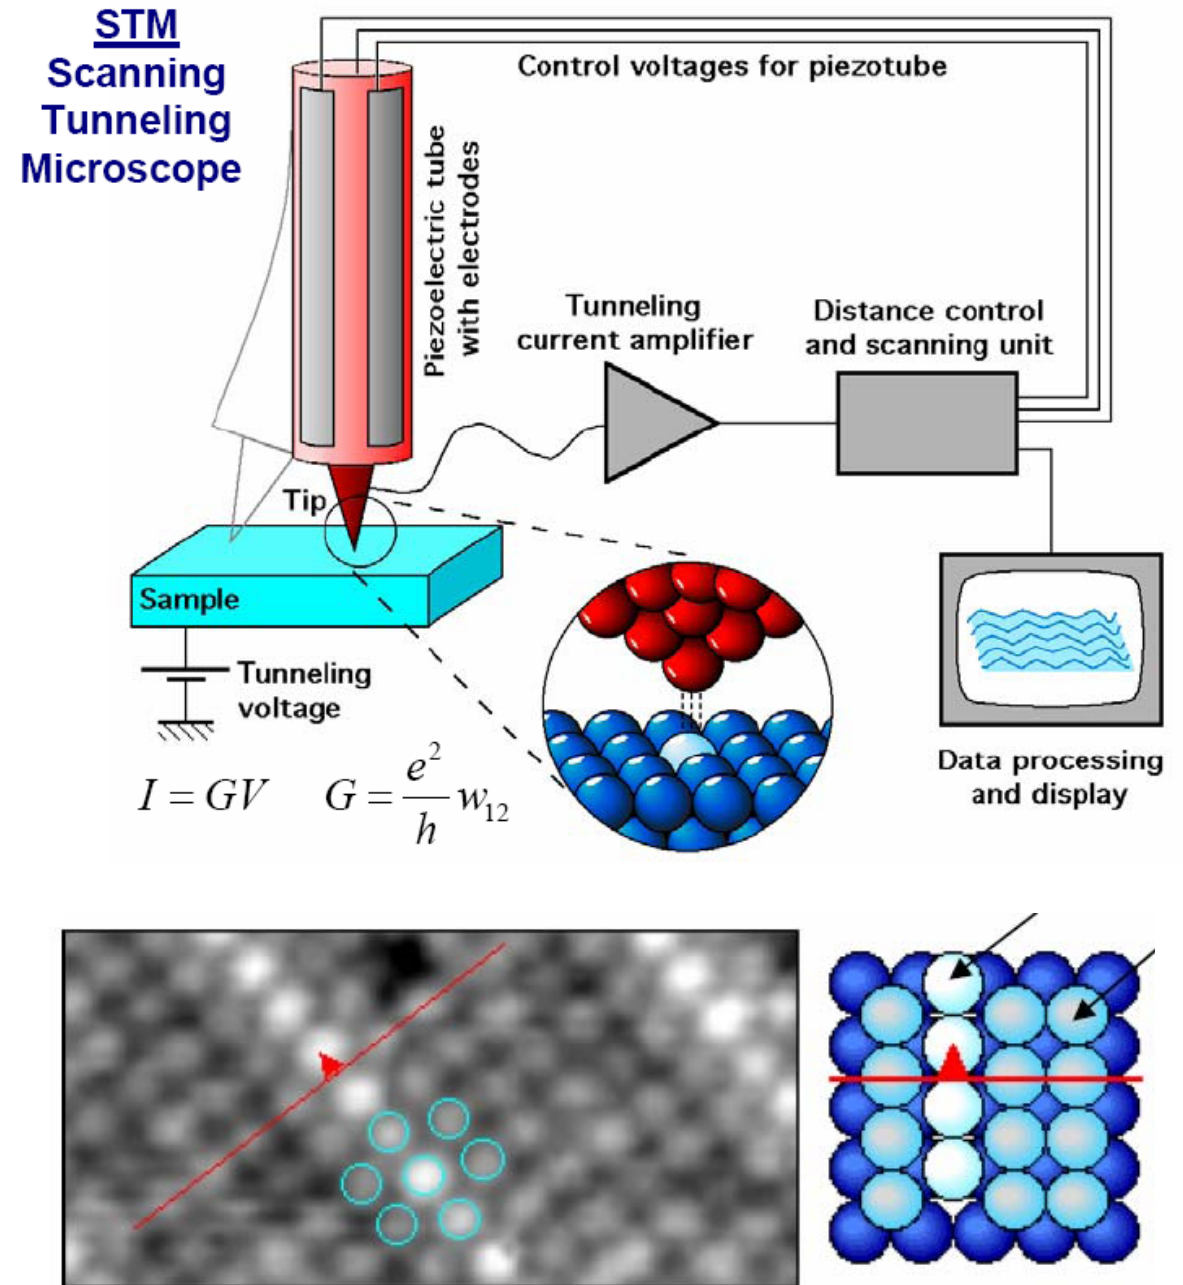 STM
Scanning
Tunneling
Microscope
Control voltages for piezotube
Piezoelectric tube
with electrodes
Tunneling
current amplifier
Distance control
and scanning unit
Tip
Sample
Tunneling
voltage
Data processing
and display
I = GV G = e²/h w₁₂